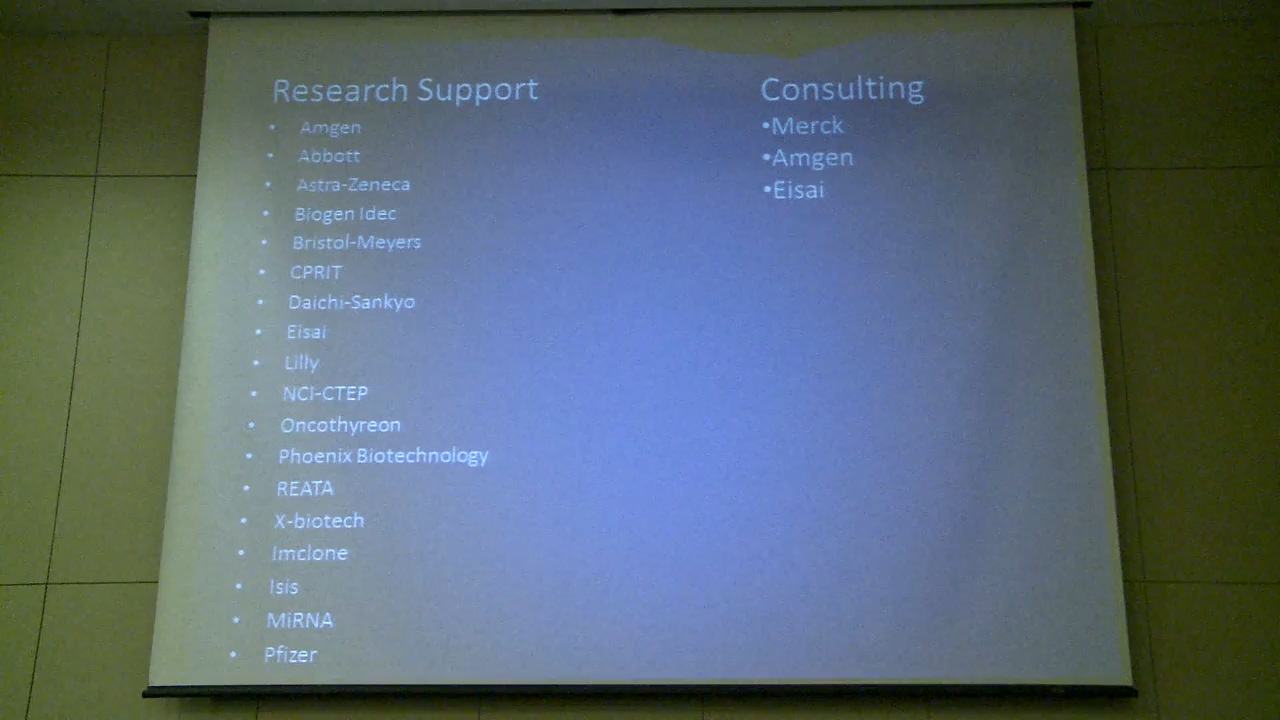 Research Support
• Amgen
• Abbott
• Astra-Zeneca
• Biogen Idec
• Bristol-Meyers
• CPRIT
• Daichi-Sankyo
• Eisai
• Lilly
• NCI-CTEP
• Oncothyreon
• Phoenix Biotechnology
• REATA
• X-biotech
• Imclone
• Isis
• MiRNA
• Pfizer
Consulting
•Merck
•Amgen
•Eisai